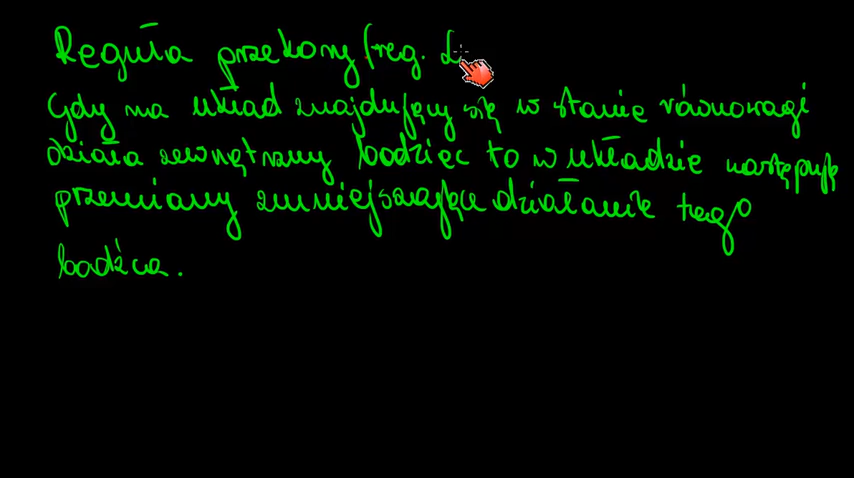 Reguła przekory (reg. L
Gdy na układ znajdujący się w stanie równowagi
działa zewnętrzny bodziec to w układzie następuję
przemiany zmniejszające działanie tego
bodźca.